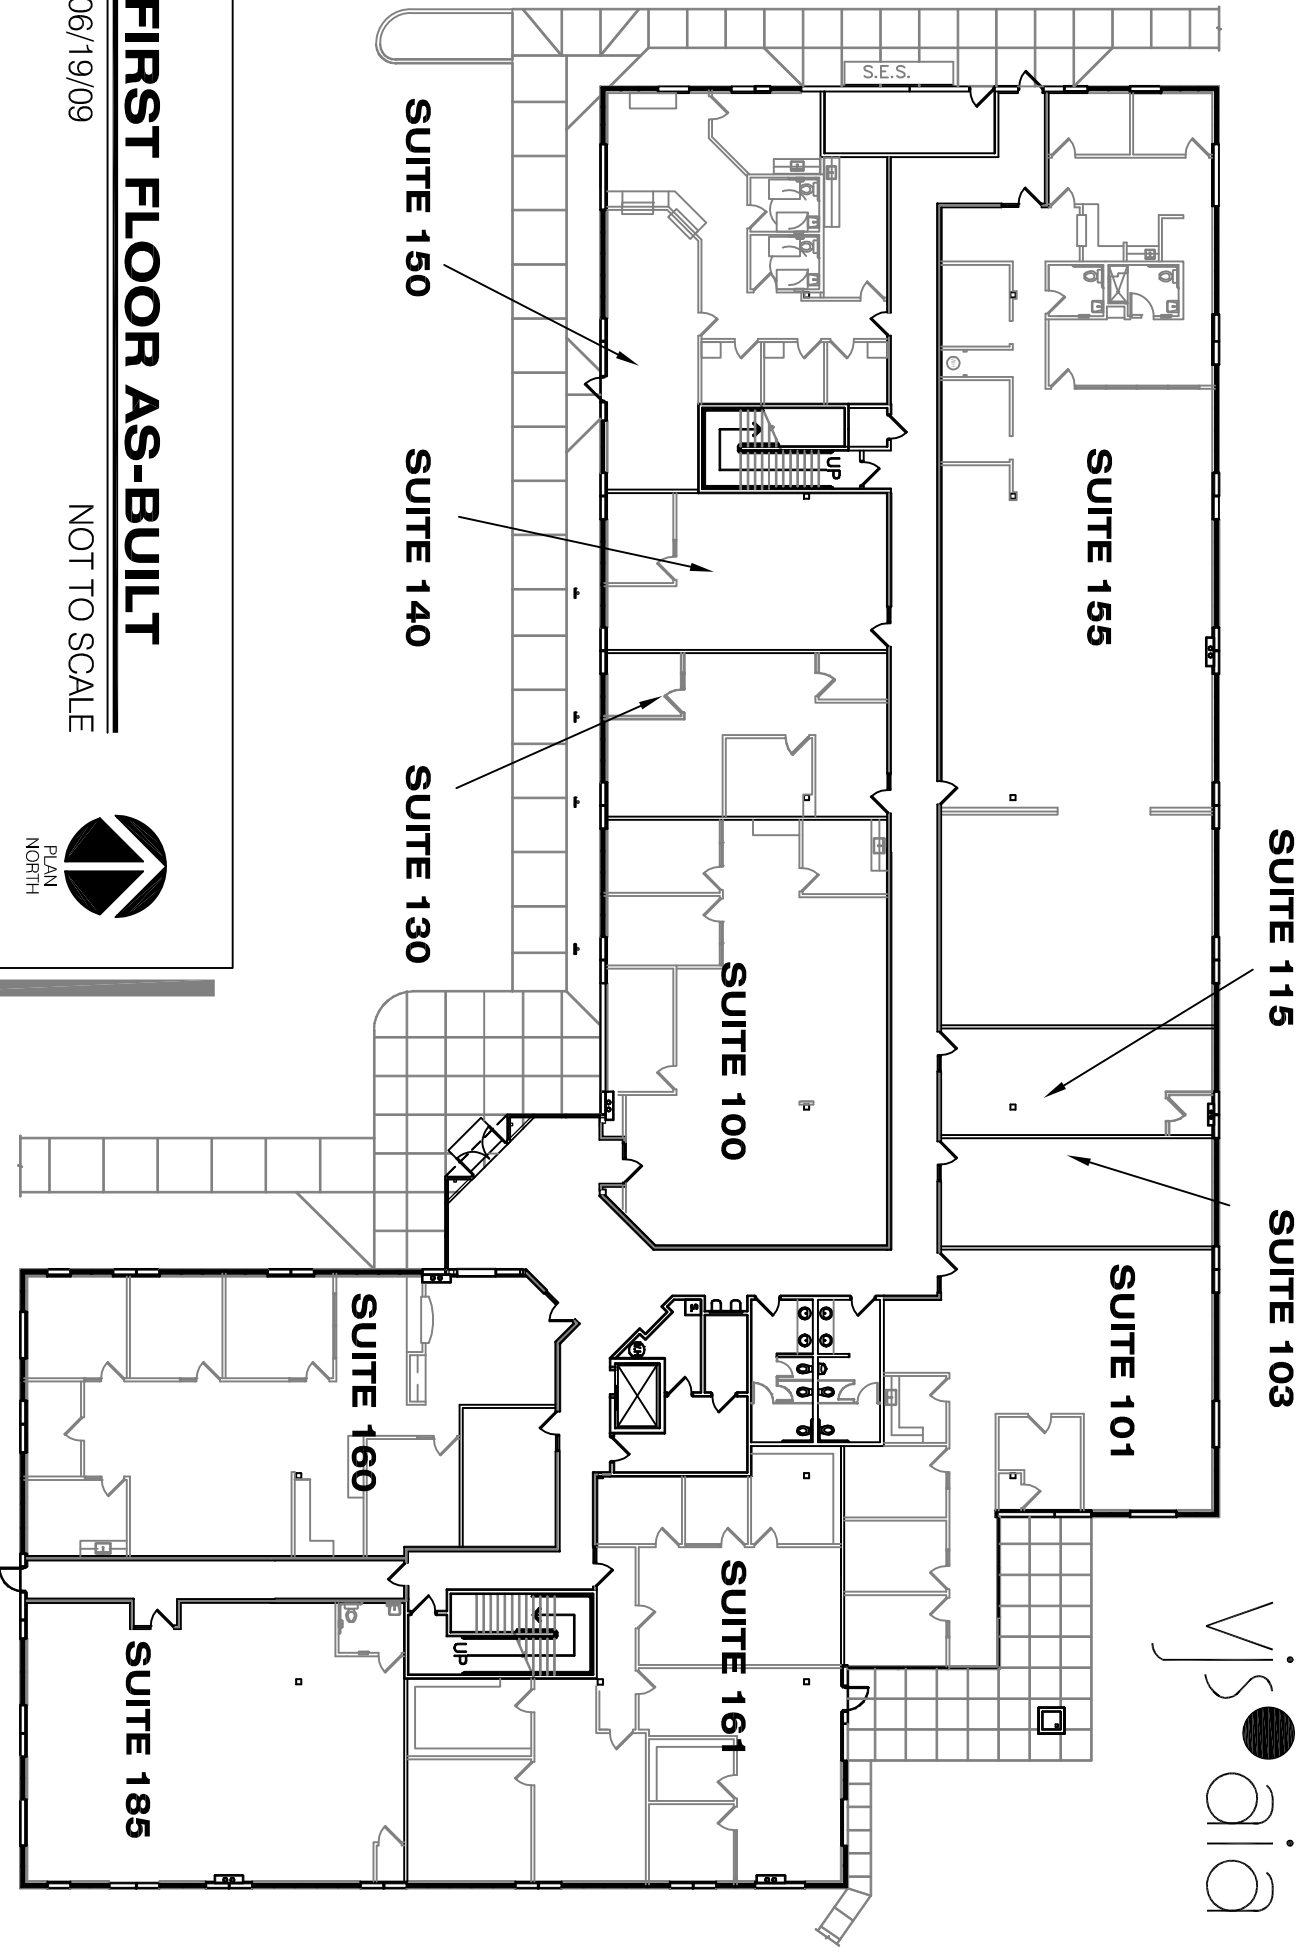 SUITE 115
SUITE 103
SUITE 155
SUITE 101
S.E.S.
UP
SUITE 100
SUITE 161
SUITE 150
SUITE 140
SUITE 130
SUITE 160
UP
SUITE 185
FIRST FLOOR AS-BUILT
06/19/09
NOT TO SCALE
PLAN
NORTH